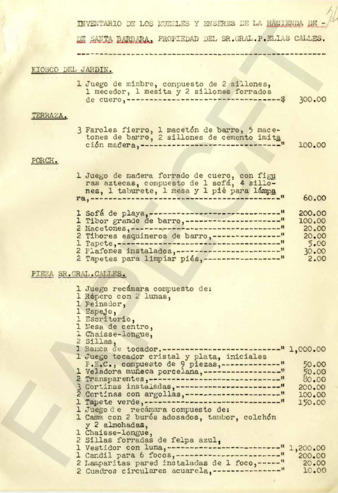 INVENTARIO DE LOS MUEBLES Y ENSERES DE LA HACIENDA DE -
DE SANTA BARBARA, PROPIEDAD DEL SR.GRAL.P.ELIAS CALLES.
KIOSCO DEL JARDIN.
1 Juego de mimbre, compuesto de 2 sillones,
1 mecedor, 1 mesita y 2 sillones forrados
de cuero,------------------------------$ 300.00
TERRAZA.
3 Faroles fierro, 1 macetón de barro, 5 mace-
tones de barro, 2 sillones de cemento imita
ción madera,---------------------------" 100.00
PORCH.
1 Juego de madera forrado de cuero, con figu
ras aztecas, compuesto de 1 sofá, 4 sillo-
nes, 1 taburete, 1 mesa y 1 pié para lámpa
ra,------------------------------------" 60.00
1 Sofá de playa,-------------------------" 200.00
1 Tibor grande de barro,-----------------" 100.00
2 Macetones,-----------------------------" 20.00
2 Tibores esquineros de barro,-----------" 20.00
1 Tapete,--------------------------------" 5.00
2 Plafones instalados,-------------------" 30.00
2 Tapetes para limpiar piés,-------------" 2.00
PIEZA SR.GRAL.CALLES.
1 Juego recámara compuesto de:
1 Ropero con 2 lunas,
1 Peinador,
1 Espejo,
1 Escritorio,
1 Mesa de centro,
1 Chaisse-longue,
2 Sillas,
1 Banca de tocador,----------------------" 1,000.00
1 Juego tocador cristal y plata, iniciales
P.E.C., compuesto de 9 piezas,---------" 50.00
1 Veladora muñeca porcelana,-------------" 50.00
2 Transparentes,-------------------------" 80.00
3 Cortinas instaladas,-------------------" 200.00
2 Cortinas con argollas,-----------------" 100.00
1 Tapete verde,--------------------------" 150.00
1 Juego de recámara compuesto de:
1 Cama con 2 burós adosados, tambor, colchón
y 2 almohadas,
1 Chaisse-longue,
2 Sillas forradas de felpa azul,
1 Vestidor con luna,---------------------" 1,200.00
1 Candil para 6 focos,-------------------" 200.00
2 Lamparitas pared instaladas de 1 foco,-----" 20.00
2 Cuadros circulares acuarela,-----------" 10.00